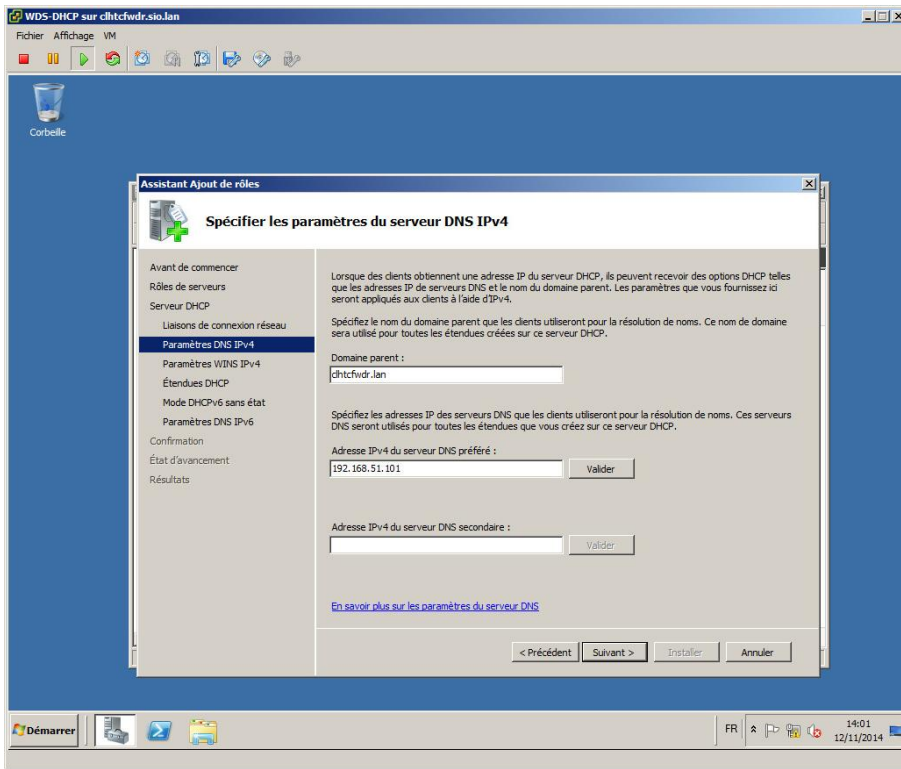 WDS-DHCP sur clhtcfwdr.sio.lan
Fichier Affichage VM
Corbeille
Assistant Ajout de rôles
Spécifier les paramètres du serveur DNS IPv4
Avant de commencer
Rôles de serveurs
Serveur DHCP
Liaisons de connexion réseau
Paramètres DNS IPv4
Paramètres WINS IPv4
Étendues DHCP
Mode DHCPv6 sans état
Paramètres DNS IPv6
Confirmation
État d'avancement
Résultats
Lorsque des clients obtiennent une adresse IP du serveur DHCP, ils peuvent recevoir des options DHCP telles
que les adresses IP de serveurs DNS et le nom du domaine parent. Les paramètres que vous fournissez ici
seront appliqués aux clients à l'aide d'IPv4.
Spécifiez le nom du domaine parent que les clients utiliseront pour la résolution de noms. Ce nom de domaine
sera utilisé pour toutes les étendues créées sur ce serveur DHCP.
Domaine parent :
clhtcfwdr.lan
Spécifiez les adresses IP des serveurs DNS que les clients utiliseront pour la résolution de noms. Ces serveurs
DNS seront utilisés pour toutes les étendues que vous créez sur ce serveur DHCP.
Adresse IPv4 du serveur DNS préféré :
192.168.51.101 Valider
Adresse IPv4 du serveur DNS secondaire :
Valider
En savoir plus sur les paramètres du serveur DNS
< Précédent Suivant > Installer Annuler
Démarrer FR 14:01
12/11/2014